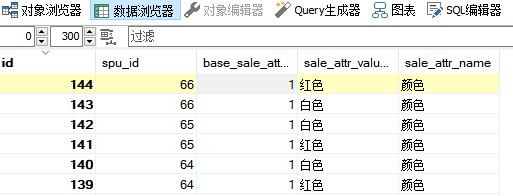 对象浏览器 数据浏览器 对象编辑器 Query生成器 图表 SQL编辑器
0 300 过滤
id spu_id base_sale_att... sale_attr_valu... sale_attr_name
144 66 1 红色 颜色
143 66 1 白色 颜色
142 65 1 白色 颜色
141 65 1 红色 颜色
140 64 1 白色 颜色
139 64 1 红色 颜色